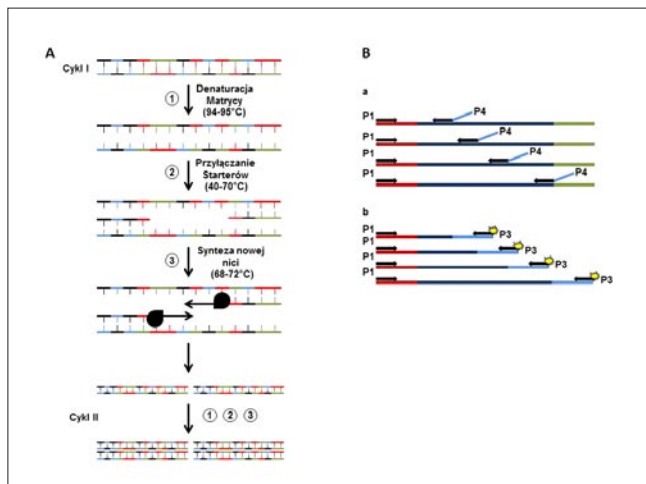 A
Cykl I
1
Denaturacja
Matrycy
(94-95°C)
2
Przyłączanie
Starterów
(40-70°C)
3
Synteza nowej
nici
(68-72°C)
Cykl II
1 2 3
B
a
P1
P4
P1
P4
P1
P4
P1
P4
b
P1
P3
P1
P3
P1
P3
P1
P3